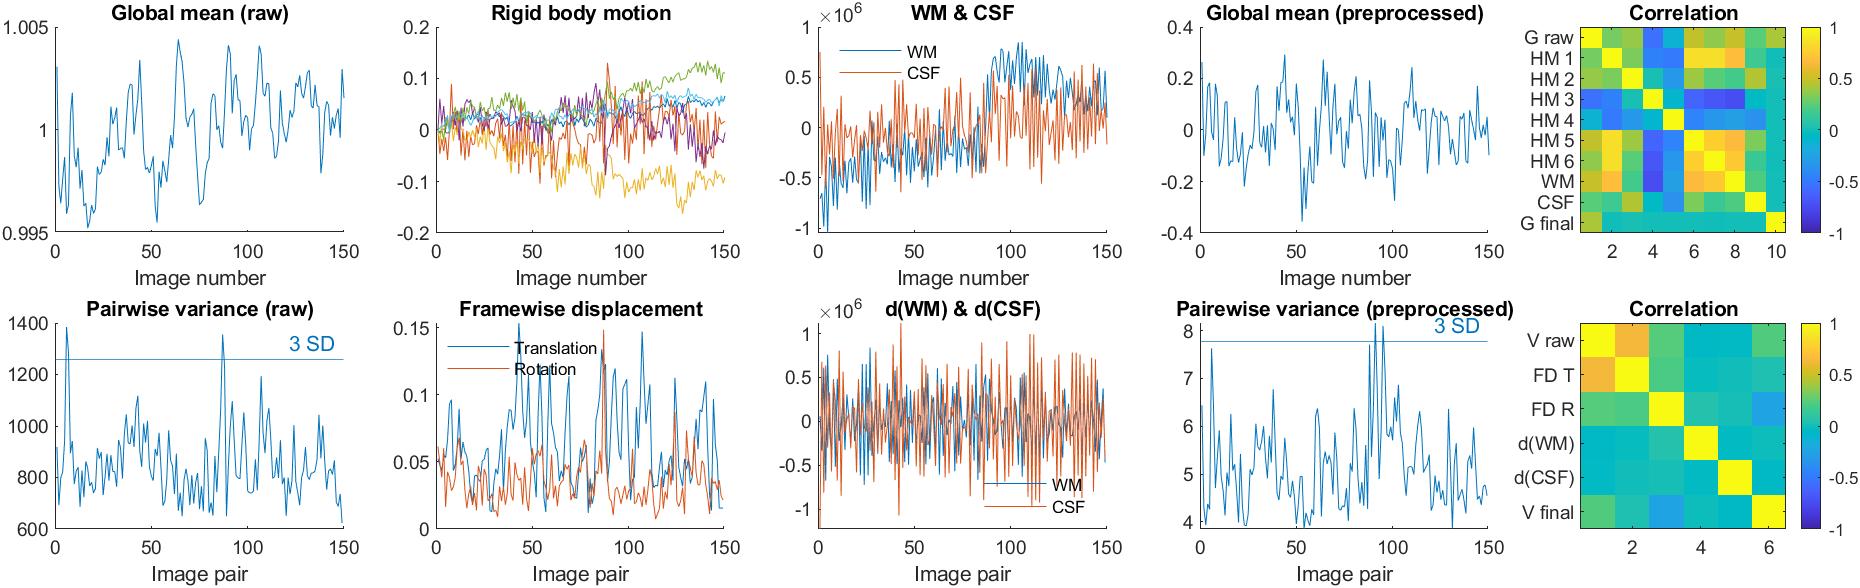 Global mean (raw)
1.005
1
0.995
0 50 100 150
Image number
Rigid body motion
0.2
0.1
0
-0.1
-0.2
0 50 100 150
Image number
WM & CSF
×10^6
1
0.5
0
-0.5
-1
WM
CSF
0 50 100 150
Image number
Global mean (preprocessed)
0.4
0.2
0
-0.2
-0.4
0 50 100 150
Image number
Correlation
G raw
HM 1
HM 2
HM 3
HM 4
HM 5
HM 6
WM
CSF
G final
2 4 6 8 10
1
0.5
0
-0.5
-1
Pairwise variance (raw)
1400
1200
1000
800
600
3 SD
0 50 100 150
Image pair
Framewise displacement
0.15
0.1
0.05
0
Translation
Rotation
0 50 100 150
Image pair
d(WM) & d(CSF)
×10^6
1
0.5
0
-0.5
-1
WM
CSF
0 50 100 150
Image pair
Pairewise variance (preprocessed)
8
7
6
5
4
3 SD
0 50 100 150
Image pair
Correlation
V raw
FD T
FD R
d(WM)
d(CSF)
V final
2 4 6
1
0.5
0
-0.5
-1